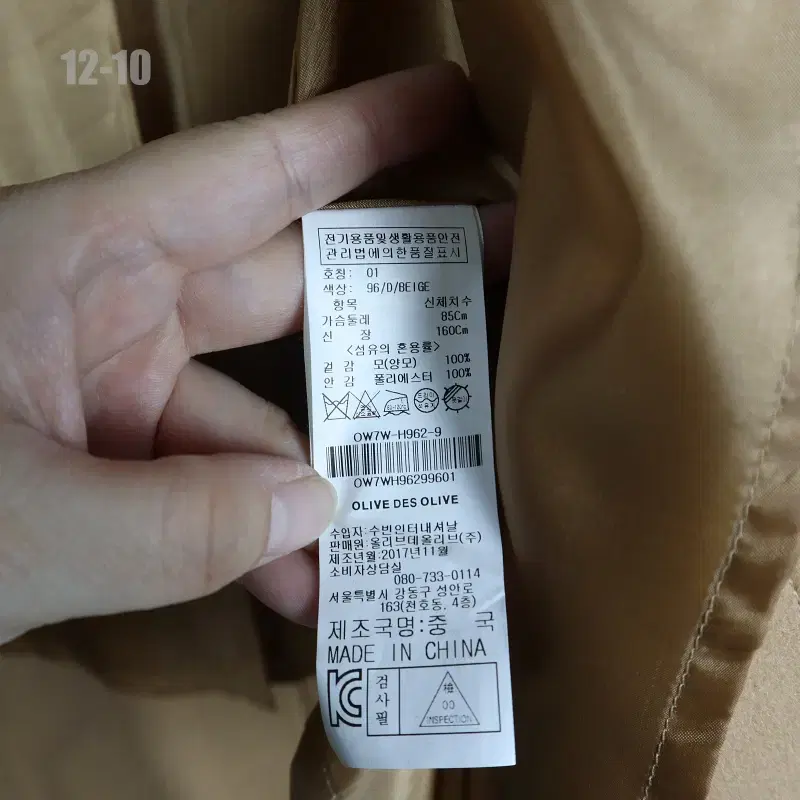 12-10
전기용품및생활용품안전
관리법에의한품질표시
호칭: 01
색상: 96/D/BEIGE
항목 신체치수
가슴둘레 85Cm
신 장 160Cm
<섬유의 혼용률>
겉 감 모(양모) 100%
안 감 폴리에스터 100%
OW7W-H962-9
OW7WH96299601
OLIVE DES OLIVE
수입자: 수빈인터내셔날
판매원: 올리브데올리브(주)
제조년월: 2017년11월
소비자상담실
080-733-0114
서울특별시 강동구 성안로
163(천호동, 4층)
제조국명: 중 국
MADE IN CHINA
검사필
檢
00
INSPECTION